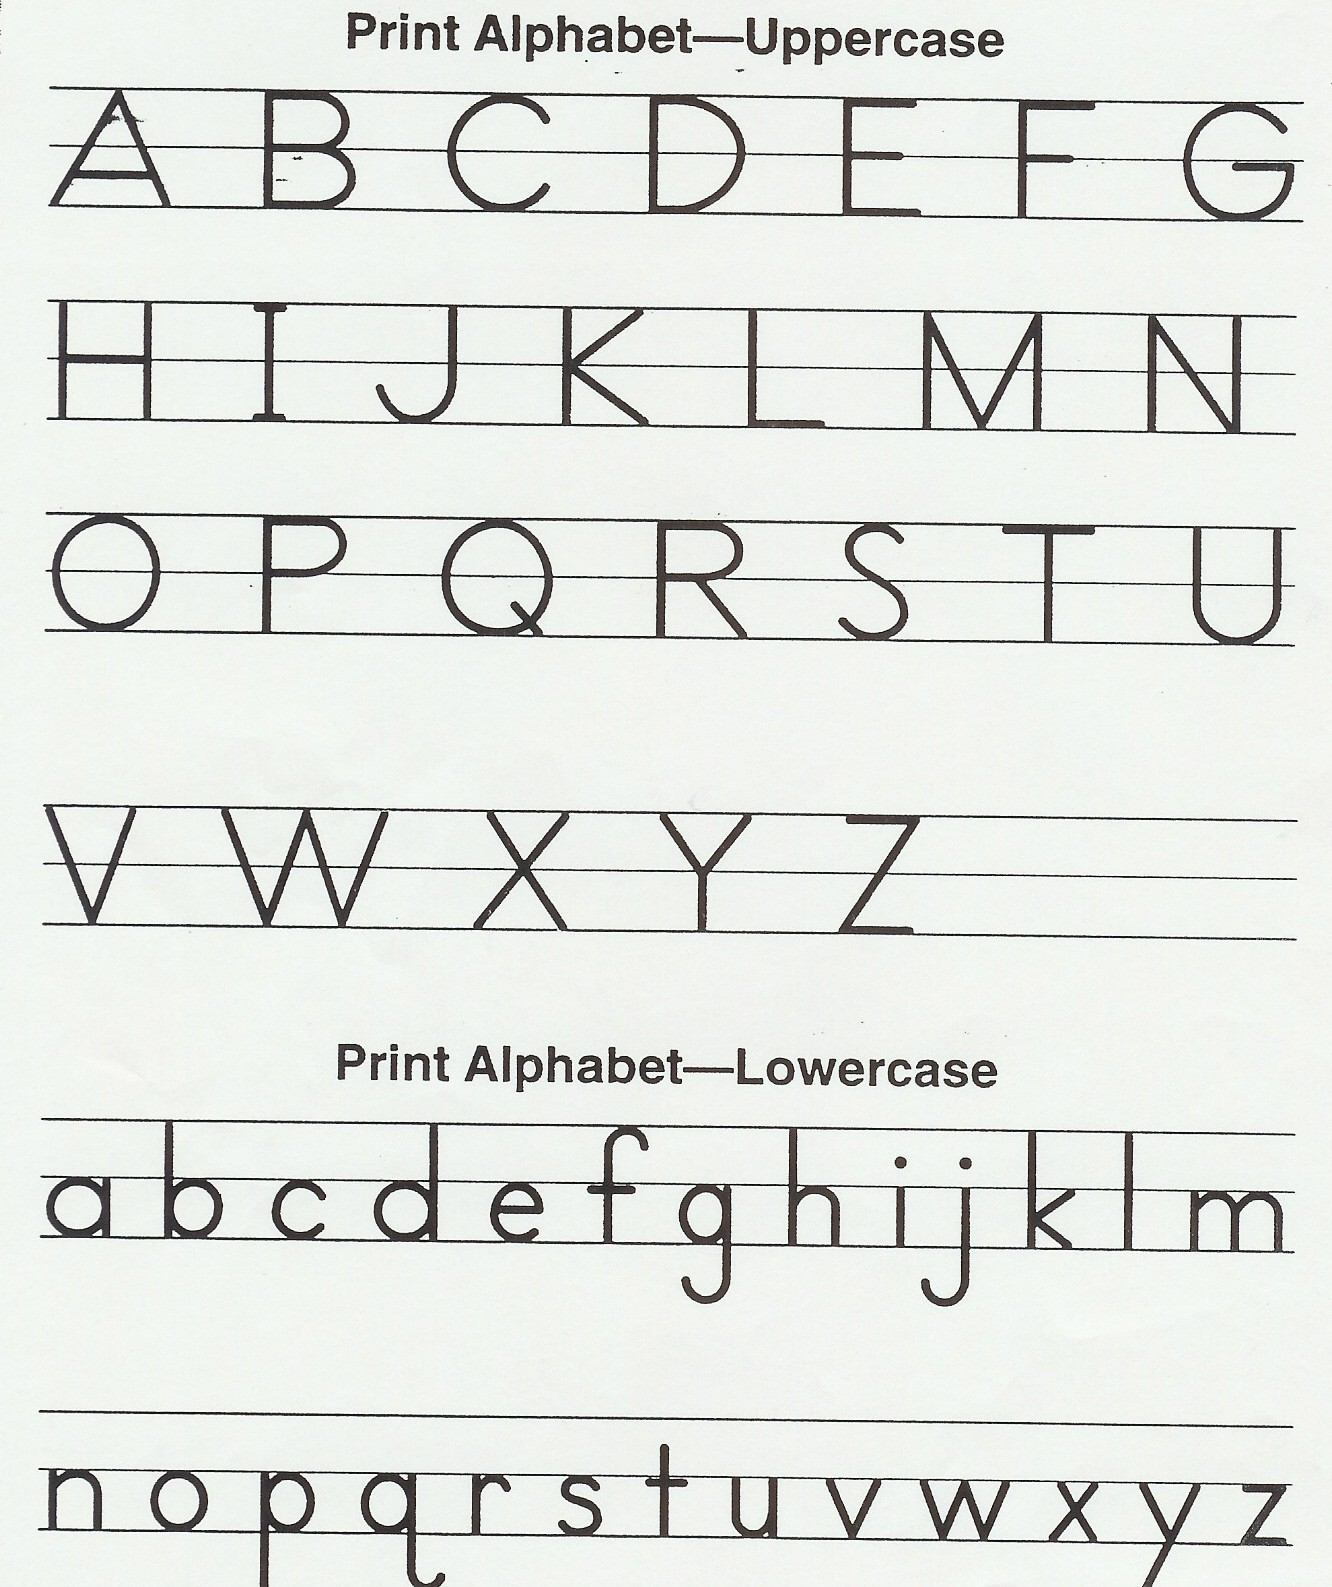 Print Alphabet—Uppercase
A B C D E F G
H I J K L M N
O P Q R S T U
V W X Y Z
Print Alphabet—Lowercase
a b c d e f g h i j k l m
n o p q r s t u v w x y z